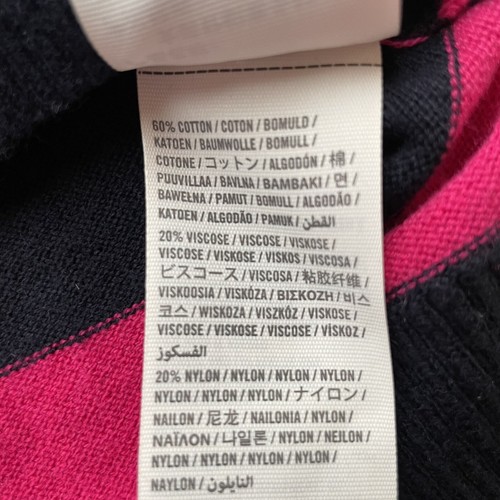 60% COTTON / COTON / BOMULD /
KATOEN / BAUMWOLLE / BOMULL /
COTONE / コットン / ALGODÓN / 棉 /
PUUVILLAA / BAVLNA / BAMBAKI / 면 /
BAWEŁNA / PAMUT / BOMULL / ALGODÃO /
KATOEN / ALGODÃO / PAMUK / القطن /
20% VISCOSE / VISCOSE / VISKOSE /
VISCOSE / VISKOSE / VISKOS / VISCOSA /
ビスコース / VISCOSA / 粘胶纤维 /
VISKOOSIA / VISKÓZA / ΒΙΣΚΟΖΗ / 비스
코스 / WISKOZA / VISZKÓZ / VISKOSE /
VISCOSE / VISKOSE / VISCOSE / VİSKOZ /
الفسكوز
20% NYLON / NYLON / NYLON / NYLON /
NYLON / NYLON / NYLON / ナイロン /
NAILON / 尼龙 / NAILONIA / NYLON /
ΝΑΪΛΟΝ / 나일론 / NYLON / NEJLON /
NYLON / NYLON / NYLON / NYLON /
NAYLON / النايلون